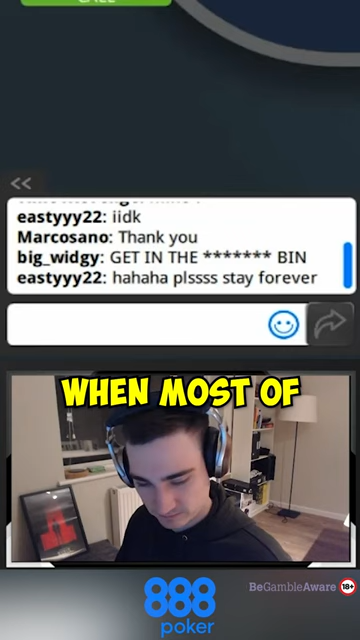 CALL
<<
eastyyy22: iidk
Marcosano: Thank you
big_widgy: GET IN THE ******* BIN
eastyyy22: hahaha plssss stay forever
WHEN MOST OF
888
poker
BeGambleAware 18+